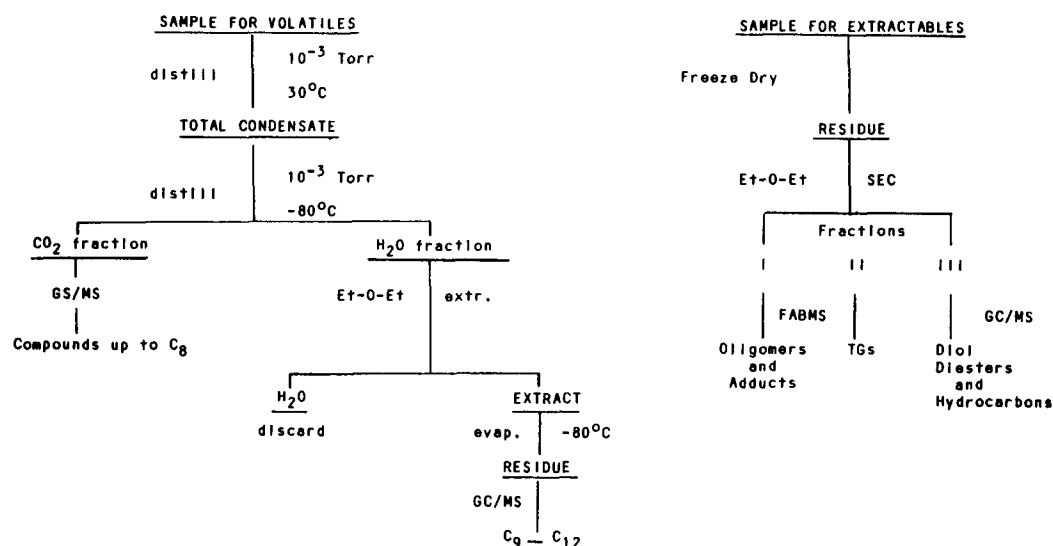 SAMPLE FOR VOLATILES
distill
10⁻³ Torr
30°C
TOTAL CONDENSATE
distill
10⁻³ Torr
-80°C
CO₂ fraction
H₂O fraction
GS/MS
Et-O-Et extr.
Compounds up to C₈
H₂O
EXTRACT
discard
evap. -80°C
RESIDUE
GC/MS
C₉ — C₁₂
SAMPLE FOR EXTRACTABLES
Freeze Dry
RESIDUE
Et-O-Et SEC
Fractions
I II III
FABMS GC/MS
Oligomers
and
Adducts
TGs
Diol
Diesters
and
Hydrocarbons